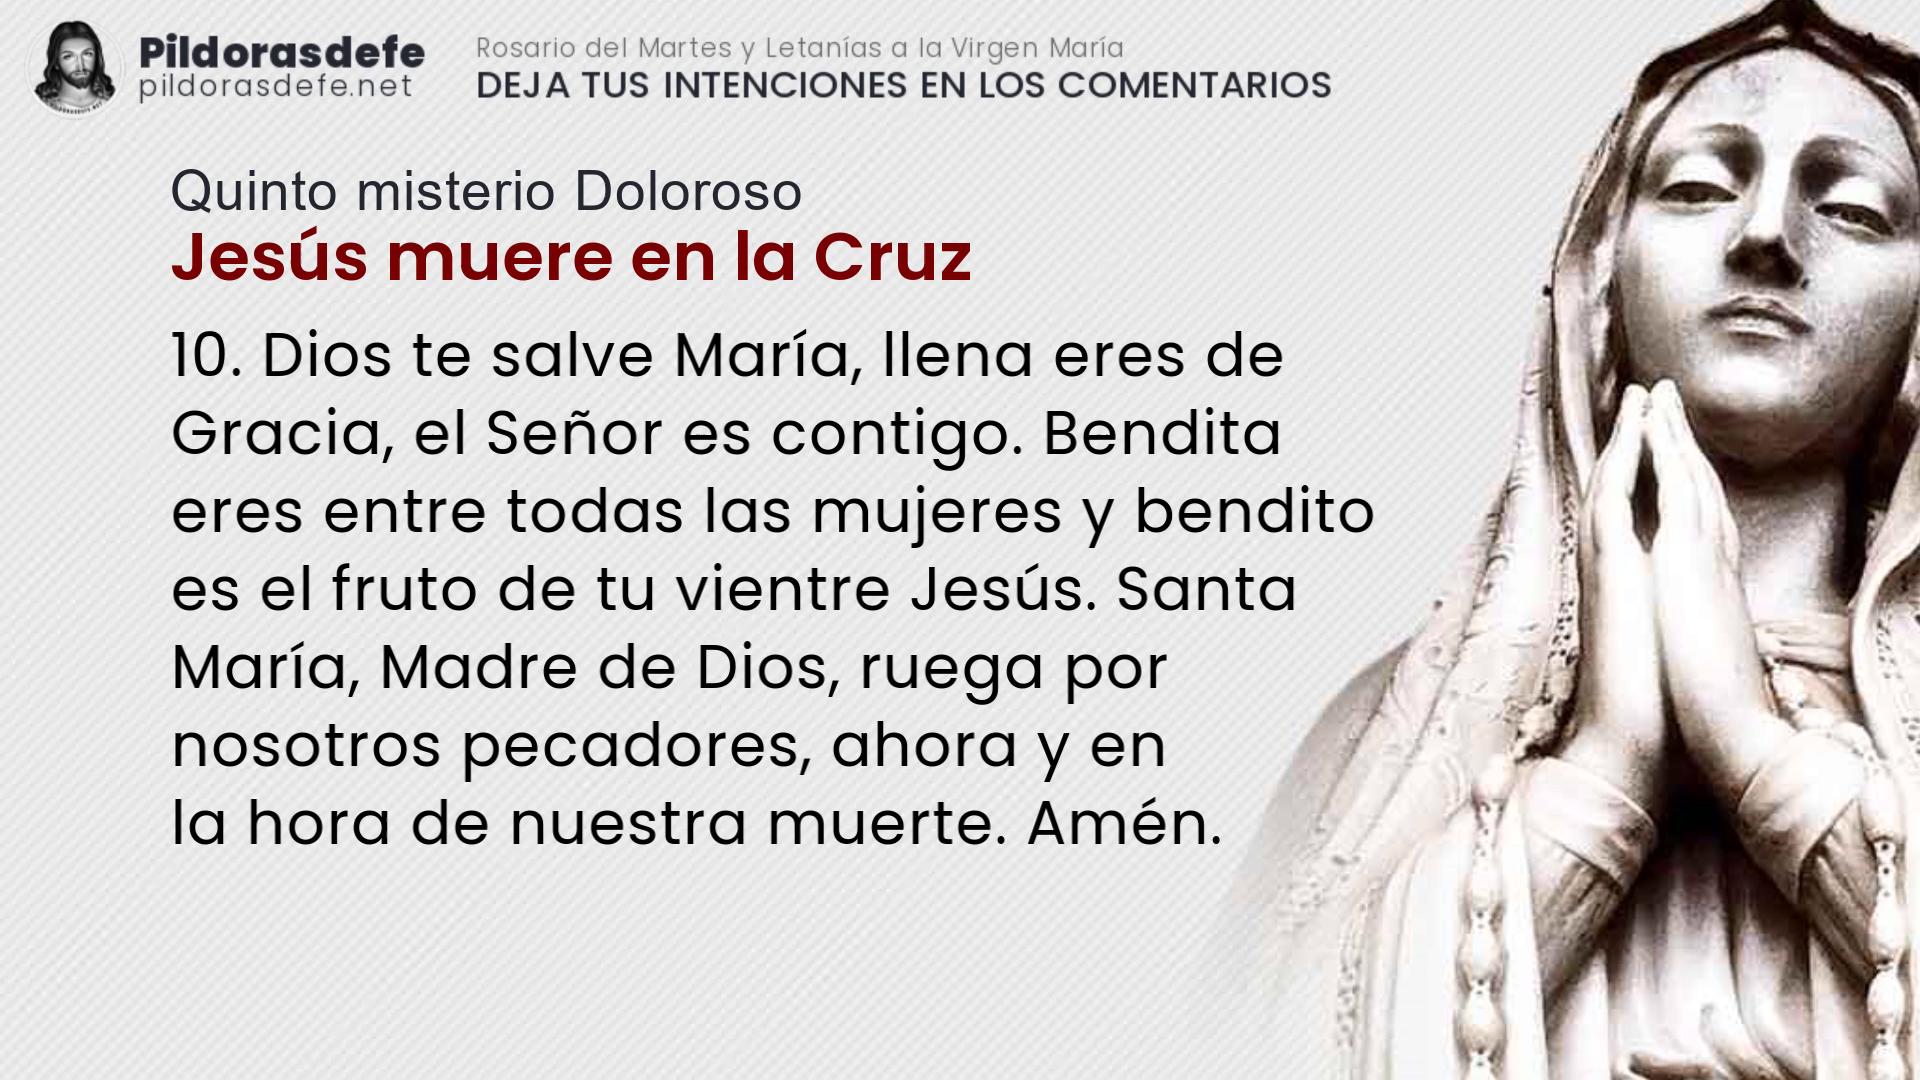 Pildorasdefe
pildorasdefe.net
Rosario del Martes y Letanías a la Virgen María
DEJA TUS INTENCIONES EN LOS COMENTARIOS
Quinto misterio Doloroso
Jesús muere en la Cruz
10. Dios te salve María, llena eres de
Gracia, el Señor es contigo. Bendita
eres entre todas las mujeres y bendito
es el fruto de tu vientre Jesús. Santa
María, Madre de Dios, ruega por
nosotros pecadores, ahora y en
la hora de nuestra muerte. Amén.